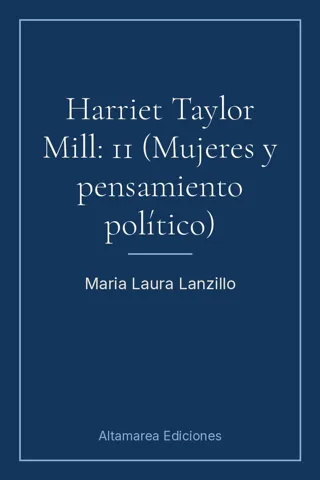 Harriet Taylor
Mill: 11 (Mujeres y
pensamiento
político)
Maria Laura Lanzillo
Altamarea Ediciones